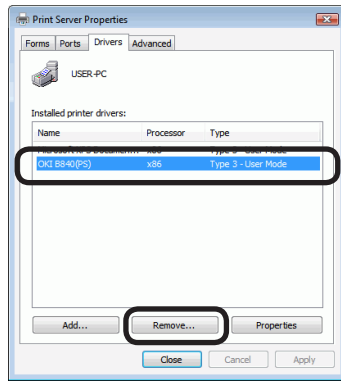 Print Server Properties
Forms Ports Drivers Advanced
USER-PC
Installed printer drivers:
Name Processor Type
OKI B840(PS) x86 Type 3 - User Mode
Add... Remove... Properties
Close Cancel Apply